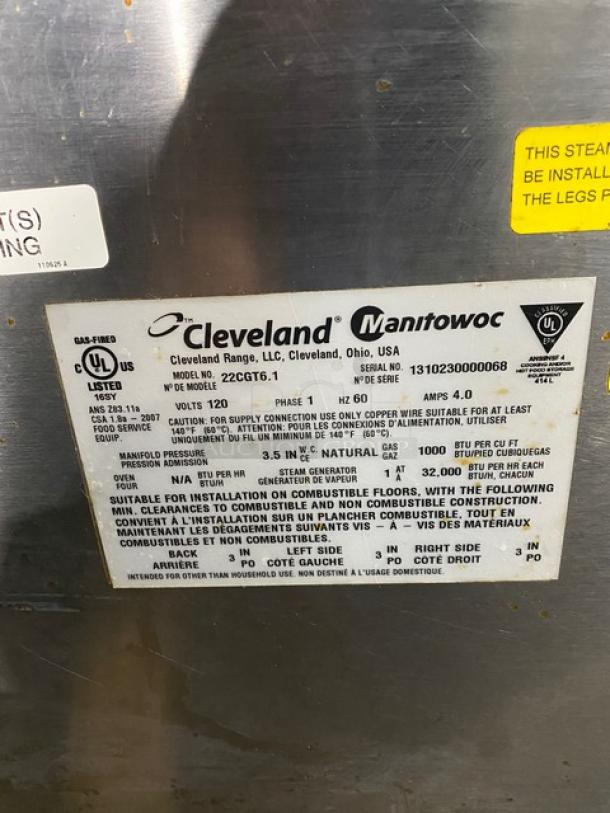 THIS STEAM
BE INSTALL
THE LEGS P
T(S)
ING
110625 A
GAS-FIRED
C UL US
LISTED
16SY
ANS Z83.11a
CSA 1.8a - 2007
FOOD SERVICE
EQUIP.
™Cleveland® Manitowoc
Cleveland Range, LLC, Cleveland, Ohio, USA
MODEL NO. 22CGT6.1 SERIAL NO. 1310230000068
Nº DE MODÈLE Nº DE SÉRIE
VOLTS 120 PHASE 1 HZ 60 AMPS 4.0
CLASSIFIED
UL
EPH
ANSI/NSF 4
COOKING AND/OR
HOT FOOD STORAGE
EQUIPMENT
414L
CAUTION: FOR SUPPLY CONNECTION USE ONLY COPPER WIRE SUITABLE FOR AT LEAST
140°F (60°C). ATTENTION: POUR LES CONNEXIONS D'ALIMENTATION, UTILISER
UNIQUEMENT DU FIL UN MIMINUM DE 140°F (60°C).
MANIFOLD PRESSURE 3.5 IN W.C. NATURAL GAS 1000 BTU PER CU FT
PRESSION ADMISSION CE GAZ BTU/PIED CUBIQUEGAS
OVEN N/A BTU PER HR STEAM GENERATOR 1 AT 32,000 BTU PER HR EACH
FOUR BTU/H GÉNÉRATEUR DE VAPEUR A BTU/H, CHACUN
SUITABLE FOR INSTALLATION ON COMBUSTIBLE FLOORS, WITH THE FOLLOWING
MIN. CLEARANCES TO COMBUSTIBLE AND NON COMBUSTIBLE CONSTRUCTION.
CONVIENT À L'INSTALLATION SUR UN PLANCHER COMBUSTIBLE, TOUT EN
MAINTENANT LES DÉGAGEMENTS SUIVANTS VIS - À - VIS DES MATÉRIAUX
COMBUSTIBLES ET NON COMBUSTIBLES.
BACK 3 IN LEFT SIDE 3 IN RIGHT SIDE 3 IN
ARRIÈRE PO CÔTÉ GAUCHE PO CÔTÉ DROIT PO
INTENDED FOR OTHER THAN HOUSEHOLD USE. NON DESTINÉ À L'USAGE DOMESTIQUE.